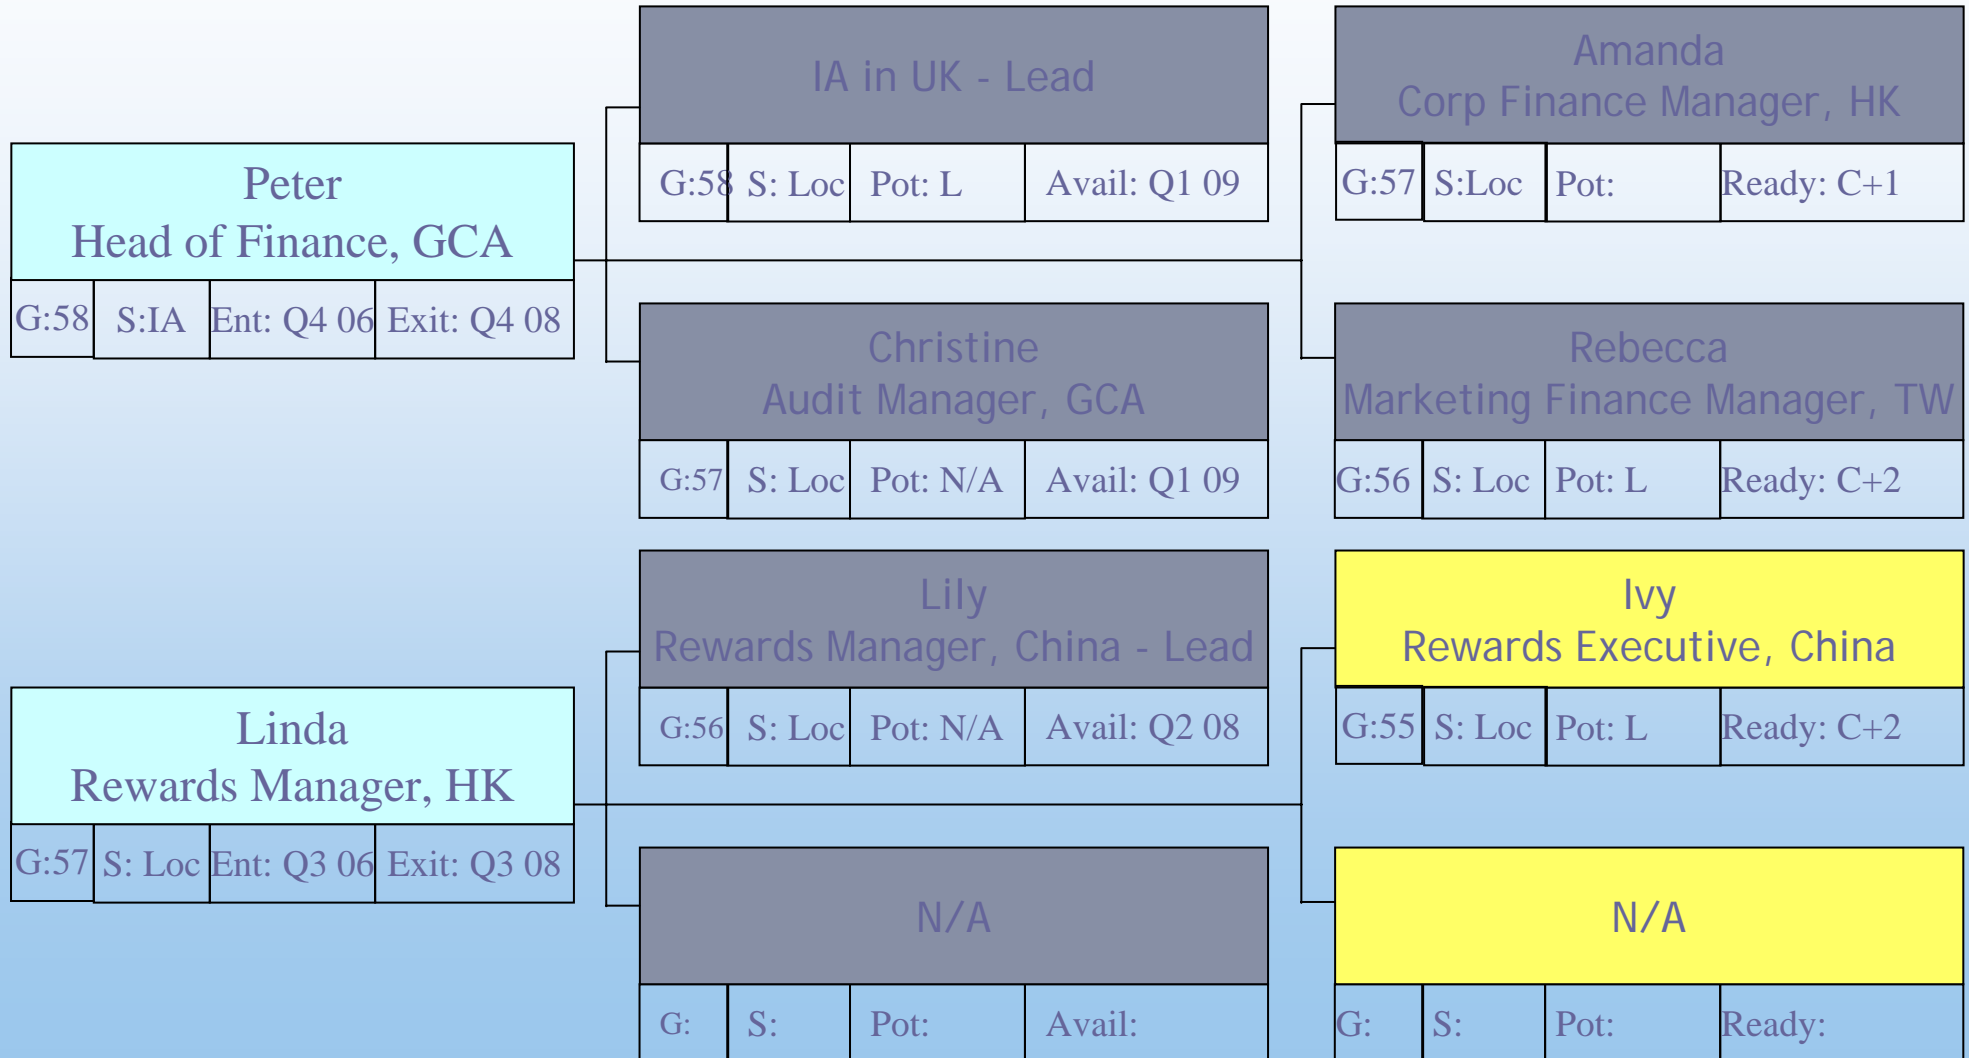 Peter
Head of Finance, GCA
G:58 S:IA Ent: Q4 06 Exit: Q4 08
IA in UK - Lead
G:58 S: Loc Pot: L Avail: Q1 09
Christine
Audit Manager, GCA
G:57 S: Loc Pot: N/A Avail: Q1 09
Amanda
Corp Finance Manager, HK
G:57 S:Loc Pot: Ready: C+1
Rebecca
Marketing Finance Manager, TW
G:56 S: Loc Pot: L Ready: C+2
Linda
Rewards Manager, HK
G:57 S: Loc Ent: Q3 06 Exit: Q3 08
Lily
Rewards Manager, China - Lead
G:56 S: Loc Pot: N/A Avail: Q2 08
N/A
G: S: Pot: Avail:
Ivy
Rewards Executive, China
G:55 S: Loc Pot: L Ready: C+2
N/A
G: S: Pot: Ready: